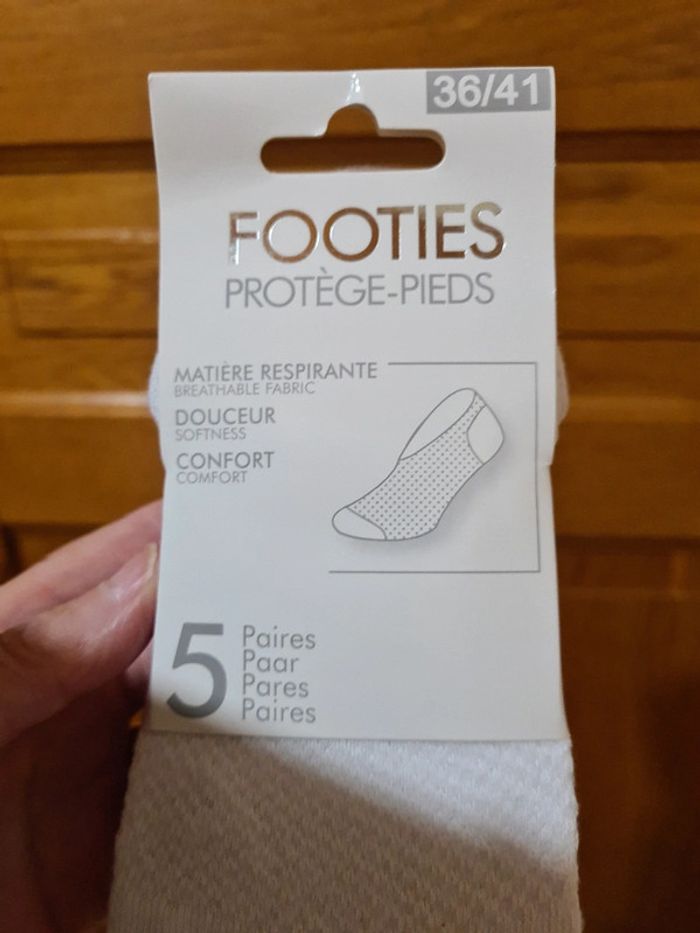 36/41
FOOTIES
PROTÈGE-PIEDS
MATIÈRE RESPIRANTE
BREATHABLE FABRIC
DOUCEUR
SOFTNESS
CONFORT
COMFORT
5
Paires
Paar
Pares
Paires